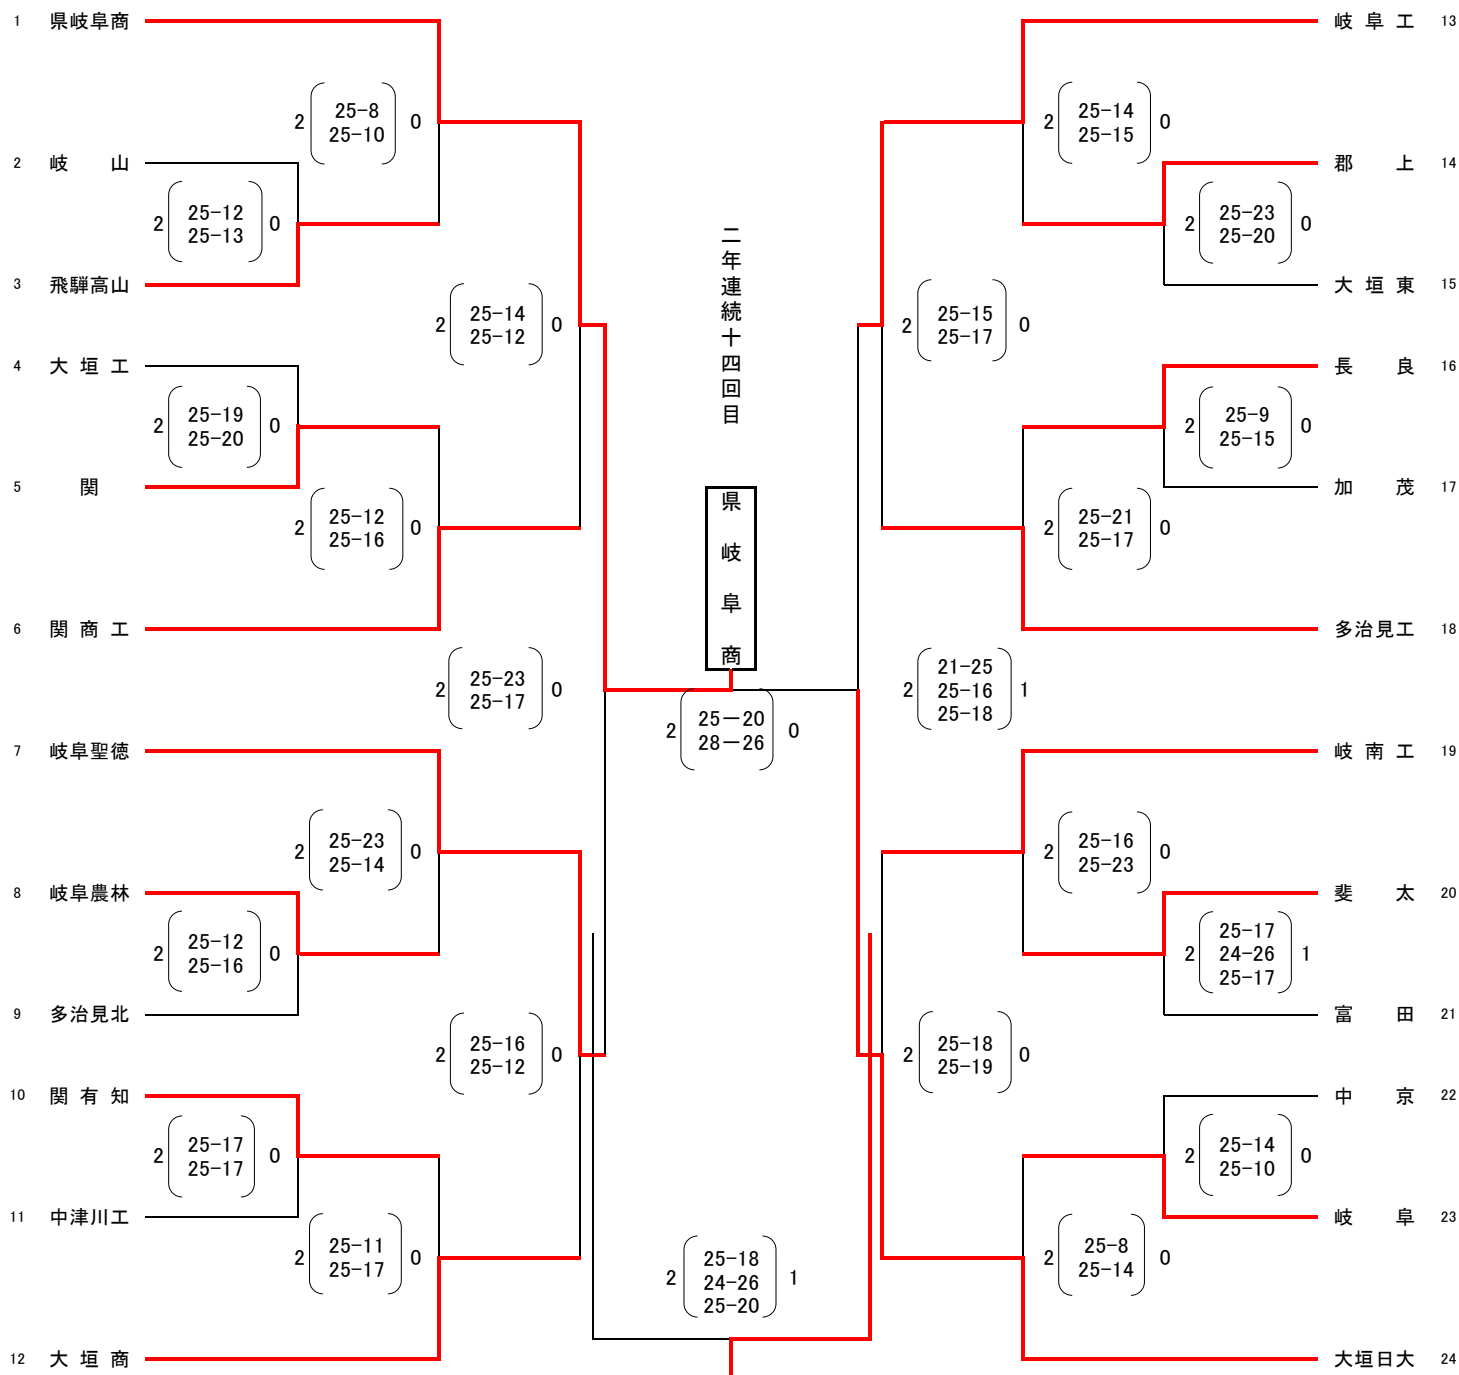 1 県岐阜商
2 ( 25-8 25-10 ) 0
2 岐山
2 ( 25-12 25-13 ) 0
3 飛騨高山
2 ( 25-14 25-12 ) 0
4 大垣工
2 ( 25-19 25-20 ) 0
5 関
2 ( 25-12 25-16 ) 0
6 関商工
2 ( 25-23 25-17 ) 0
7 岐阜聖徳
2 ( 25-23 25-14 ) 0
8 岐阜農林
2 ( 25-12 25-16 ) 0
9 多治見北
2 ( 25-16 25-12 ) 0
10 関有知
2 ( 25-17 25-17 ) 0
11 中津川工
2 ( 25-11 25-17 ) 0
12 大垣商
二年連続十四回目
県岐阜商
2 ( 25-20 28-26 ) 0
2 ( 25-18 24-26 25-20 ) 1
岐阜工 13
2 ( 25-14 25-15 ) 0
郡上 14
2 ( 25-23 25-20 ) 0
大垣東 15
2 ( 25-15 25-17 ) 0
長良 16
2 ( 25-9 25-15 ) 0
加茂 17
2 ( 25-21 25-17 ) 0
多治見工 18
2 ( 21-25 25-16 25-18 ) 1
岐南工 19
2 ( 25-16 25-23 ) 0
斐太 20
2 ( 25-17 24-26 25-17 ) 1
富田 21
2 ( 25-18 25-19 ) 0
中京 22
2 ( 25-14 25-10 ) 0
岐阜 23
2 ( 25-8 25-14 ) 0
大垣日大 24